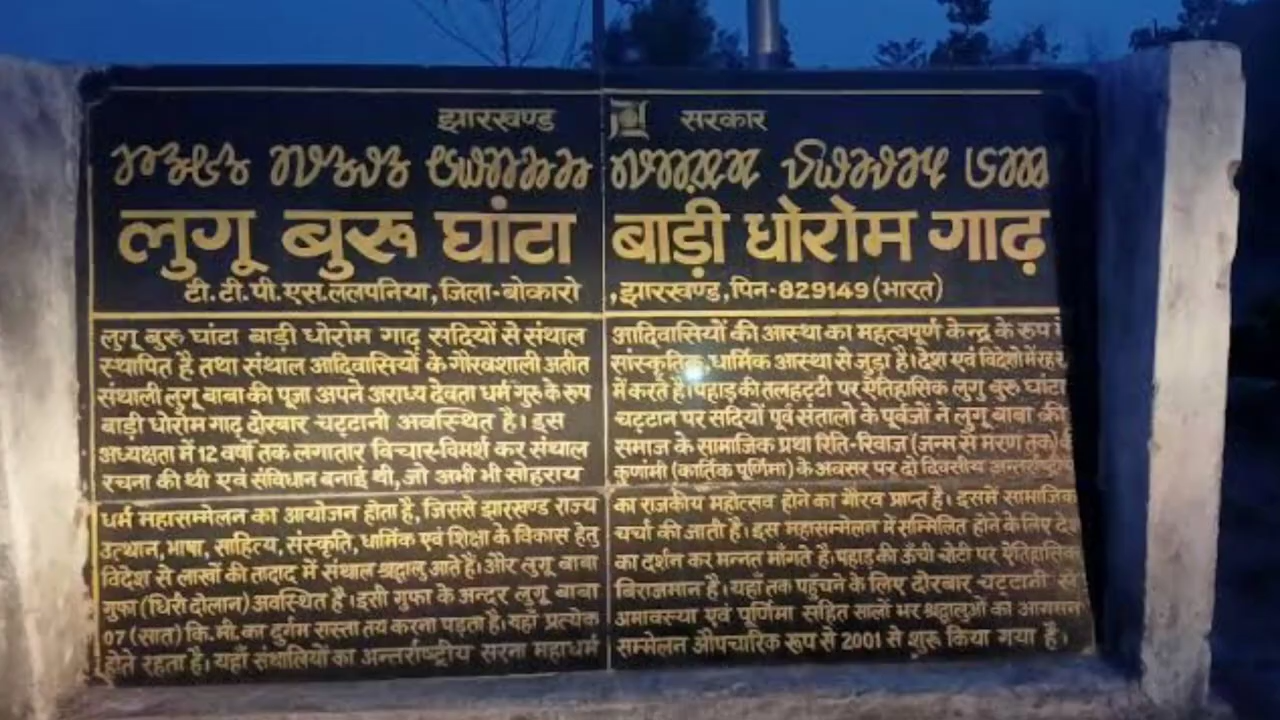 झारखण्ड सरकार
लुगू बुरू घांटा बाड़ी धोरोम गाढ़
टी.टी.पी.एस.ललपनिया, जिला-बोकारो, झारखण्ड, पिन-829149 (भारत)
लुगू बुरु घांटा बाड़ी धोरोम गाढ़ सदियों से संथाल आदिवासियों की आस्था का महत्वपूर्ण केन्द्र के रूप में
स्थापित है तथा संथाल आदिवासियों के गौरवशाली अतीत सांस्कृतिक धार्मिक आस्था से जुड़ा है। देश एवं विदेशो में रह र
संथाली लुगू बाबा की पूजा अपने अराध्य देवता धर्म गुरु के रूप में करते है। पहाड़ की तलहट्टी पर ऐतिहासिक लुगु बुरु घांटा
बाड़ी धोरोम गाढ़ दोरबार चट्टानी अवस्थित है। इस चट्टान पर सदियों पूर्व संतालो के पूर्वजों ने लुगु बाबा की
अध्यक्षता में 12 वर्षो तक लगातार विचार-विमर्श कर संथाल समाज के सामाजिक प्रथा रिति-रिवाज (जन्म से मरण तक)
रचना की थी एवं संविधान बनाई थी, जो अभी भी सोहराय कुणामी (कार्तिक पूर्णिमा) के अवसर पर दो दिवसीय अन्तर्राष्ट्रीय
धर्म महासम्मेलन का आयोजन होता है, जिससे झारखण्ड राज्य का राजकीय महोत्सव होने का गौरव प्राप्त है। इसमें सामाजिक
उत्थान, भाषा, साहित्य, संस्कृति, धार्मिक एवं शिक्षा के विकास हेतु चर्चा की जाती है। इस महासम्मेलन में सम्मिलित होने के लिए देश
विदेश से लाखों की तादाद में संथाल श्रद्धालु आते है। और लुगू बाबा का दर्शन कर मन्नत माँगते है। पहाड़ की ऊँची चोटी पर ऐतिहासिक
गुफा (धिरी दोलान) अवस्थित है। इसी गुफा के अन्दर लुगू बाबा बिराजमान है। यहाँ तक पहुँचने के लिए दोरबार चट्टानी से
07 (सात) कि.मी. का दुर्गम रास्ता तय करना पड़ता है। यहाँ प्रत्येक अमावस्या एवं पूर्णिमा सहित सालों भर श्रद्धालुओं का आगमन
होते रहता है। यहाँ संथालियों का अन्तर्राष्ट्रीय सरना महाधर्म सम्मेलन औपचारिक रूप से 2001 से शुरू किया गया है।